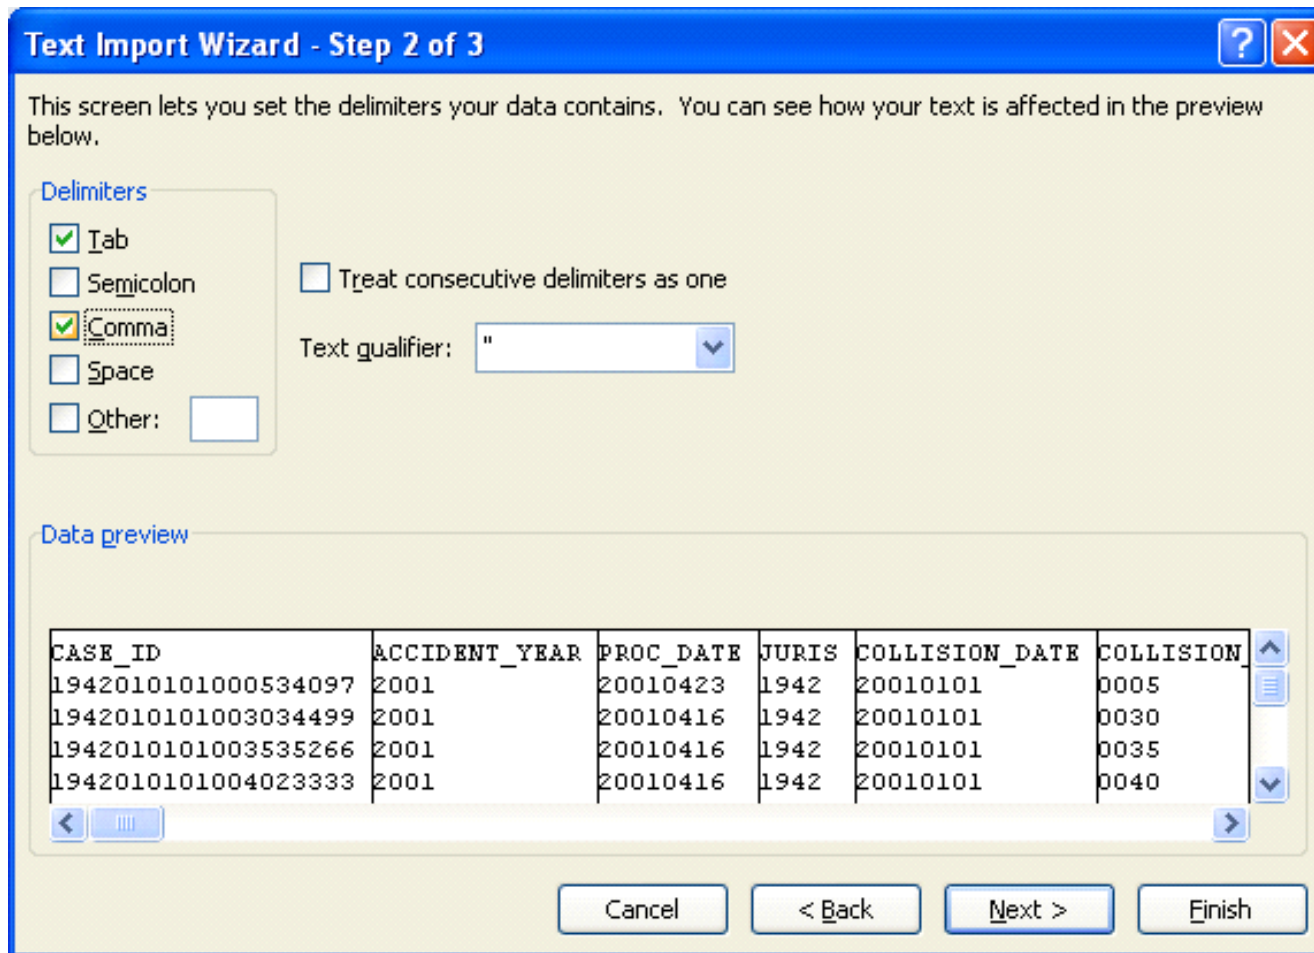 Text Import Wizard - Step 2 of 3
This screen lets you set the delimiters your data contains. You can see how your text is affected in the preview
below.
Delimiters
Tab
Semicolon
Comma
Space
Other:
Treat consecutive delimiters as one
Text qualifier: "
Data preview
CASE_ID ACCIDENT_YEAR PROC_DATE JURIS COLLISION_DATE COLLISION_
1942010101000534097 2001 20010423 1942 20010101 0005
1942010101003034499 2001 20010416 1942 20010101 0030
1942010101003535266 2001 20010416 1942 20010101 0035
1942010101004023333 2001 20010416 1942 20010101 0040
Cancel < Back Next > Finish